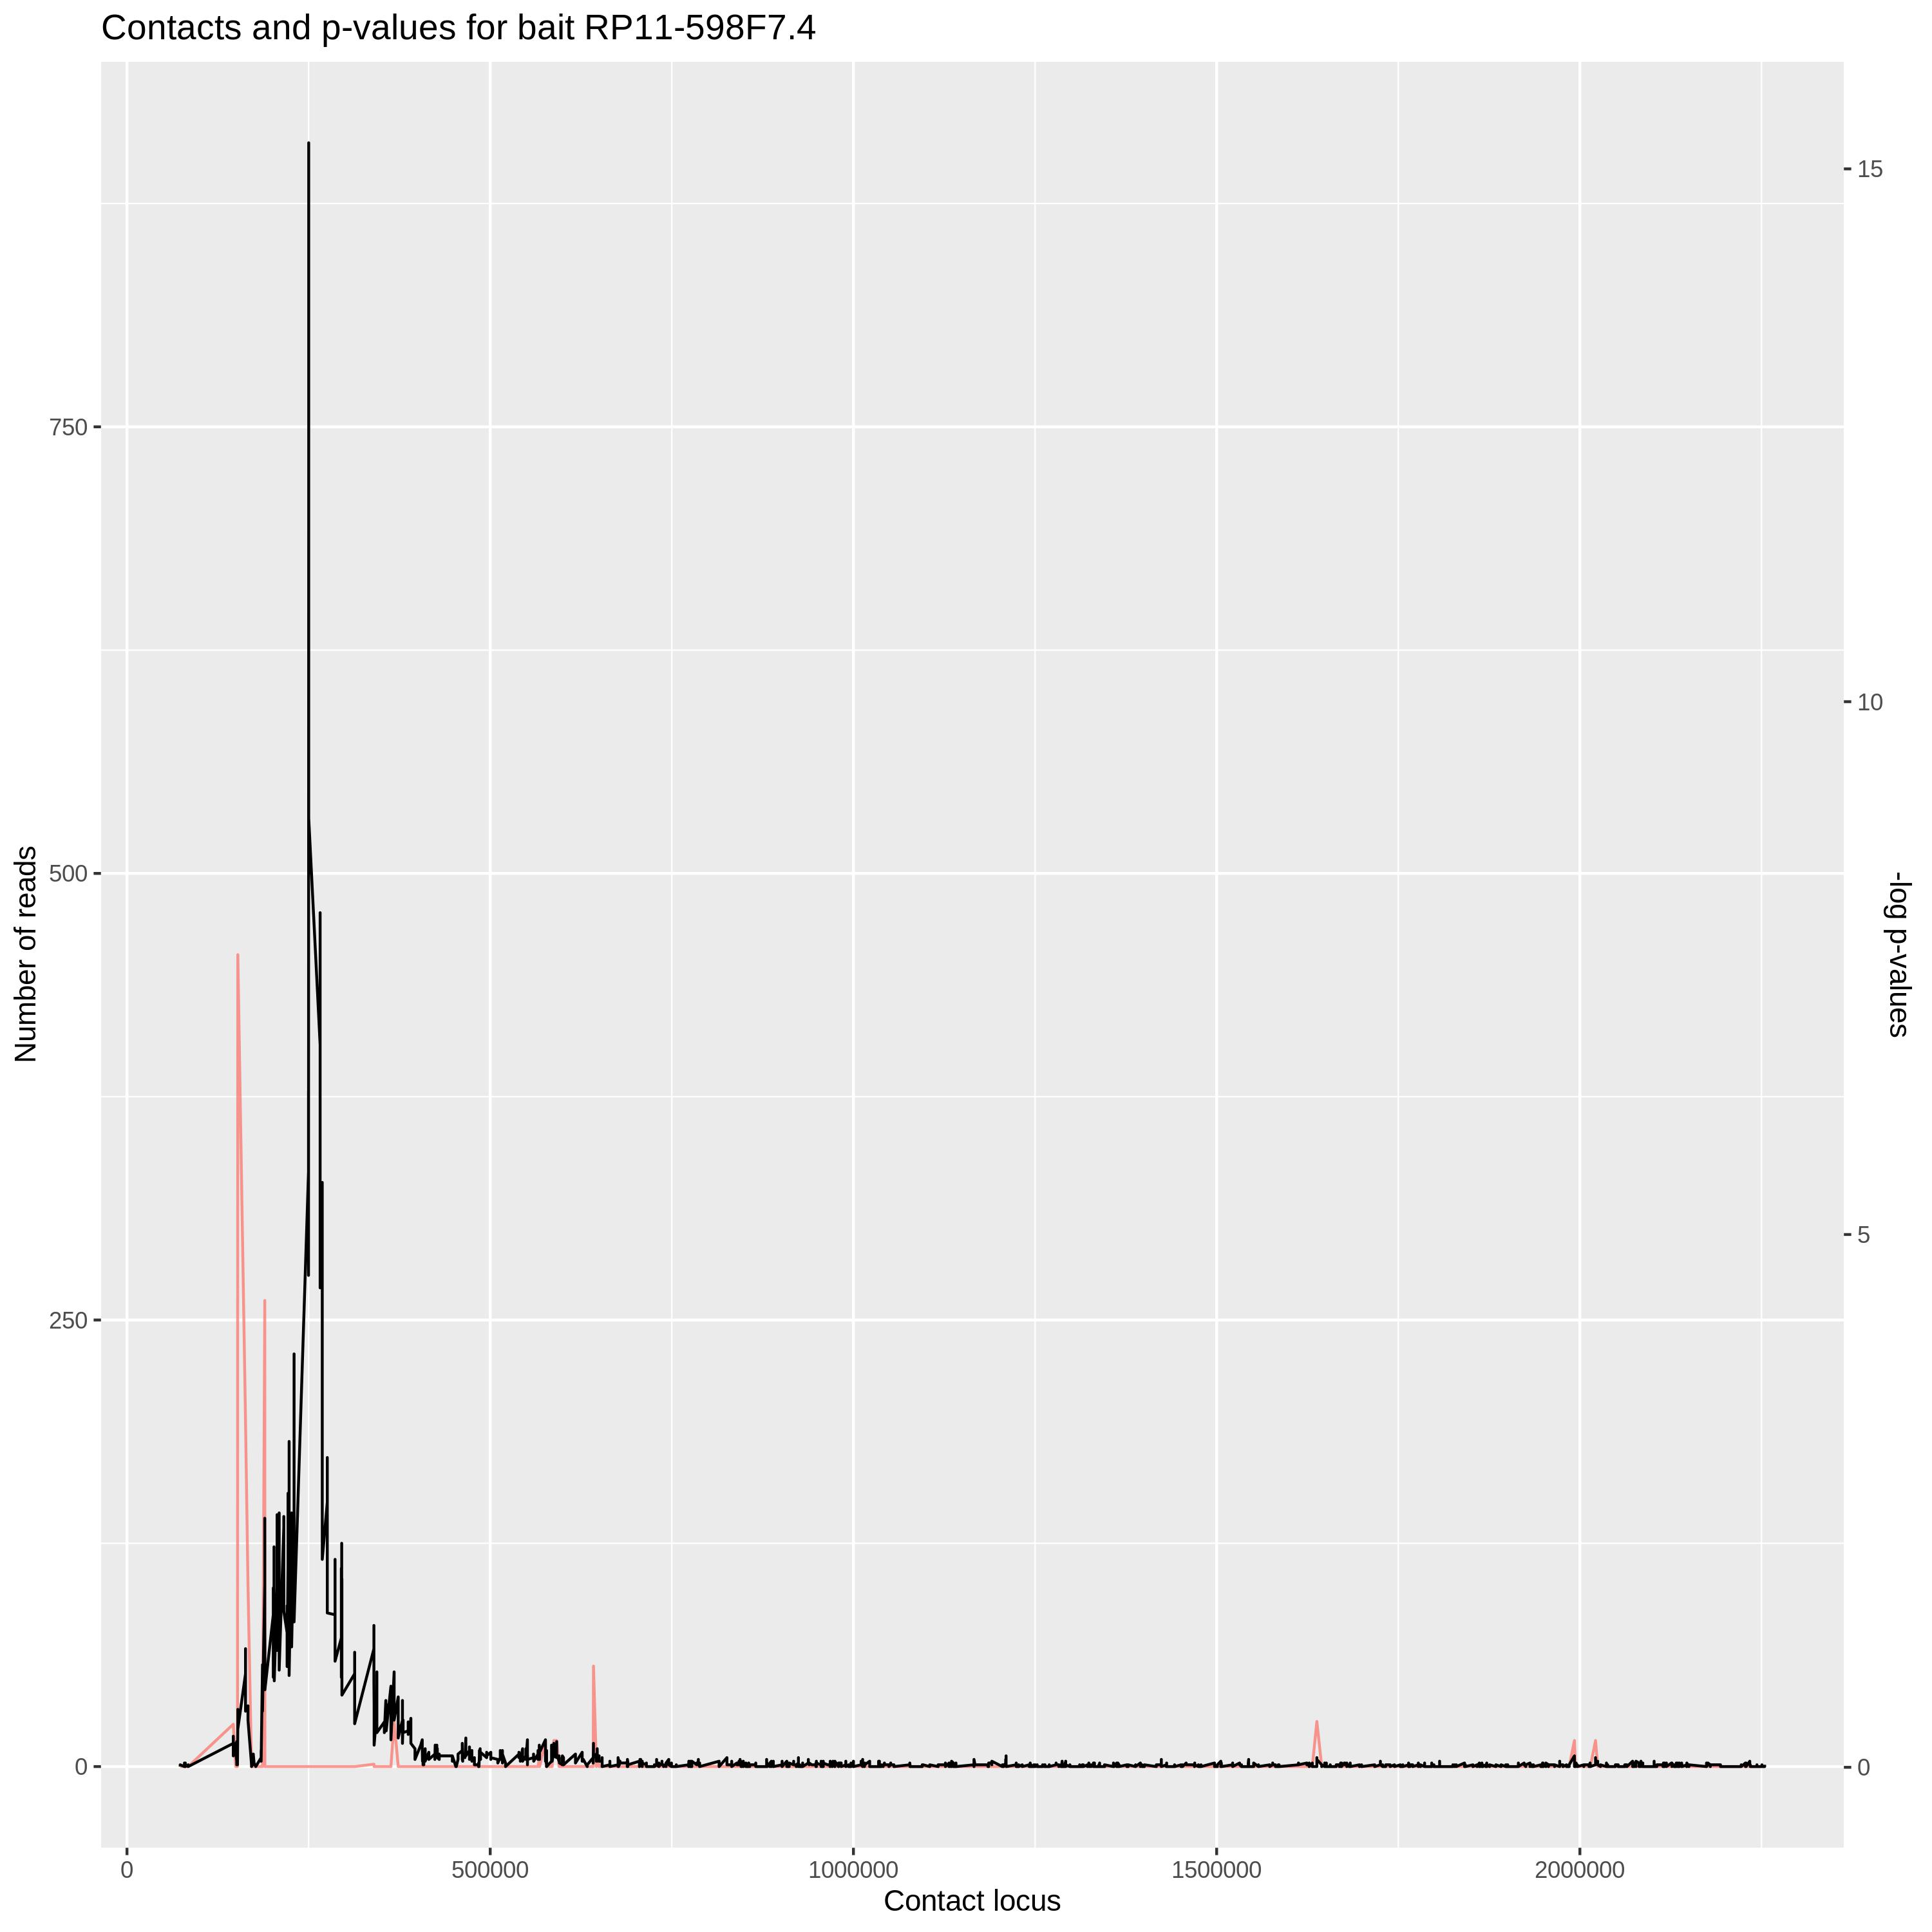 Contacts and p-values for bait RP11-598F7.4
Number of reads
750
500
250
0
15
10
5
0
-log p-values
0 500000 1000000 1500000 2000000
Contact locus